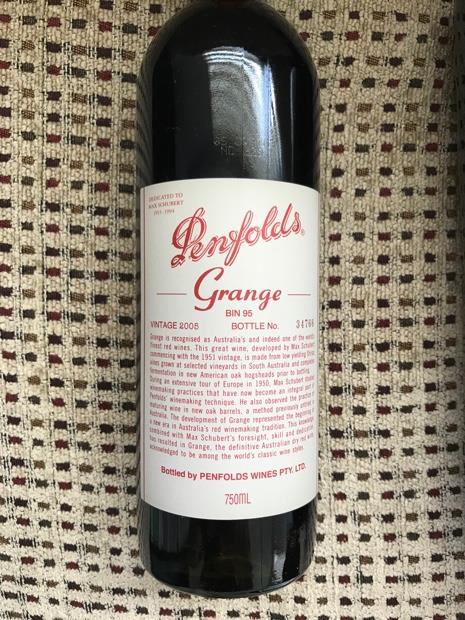 DEDICATED TO
MAX SCHUBERT
1915 - 1994
Penfolds®
Grange
BIN 95
VINTAGE 2005 BOTTLE No. 34766
Grange is recognised as Australia's and indeed one of the world's
finest red wines. This great wine, developed by Max Schubert
commencing with the 1951 vintage, is made from low yielding
vines grown at selected vineyards in South Australia and
fermentation in new American oak hogsheads prior to bottling.
During an extensive tour of Europe in 1950, Max Schubert studied
winemaking practices that have now become an integral part of
Penfolds' winemaking technique. He also observed the practice of
maturing wine in new oak barrels, a method previously
Australia. The development of Grange represented the beginning of
a new era in Australia's red winemaking tradition. This knowledge
combined with Max Schubert's foresight, skill and dedication
has resulted in Grange, the definitive Australian dry red
acknowledged to be among the world's classic wine styles.
Bottled by PENFOLDS WINES PTY. LTD.
750ML